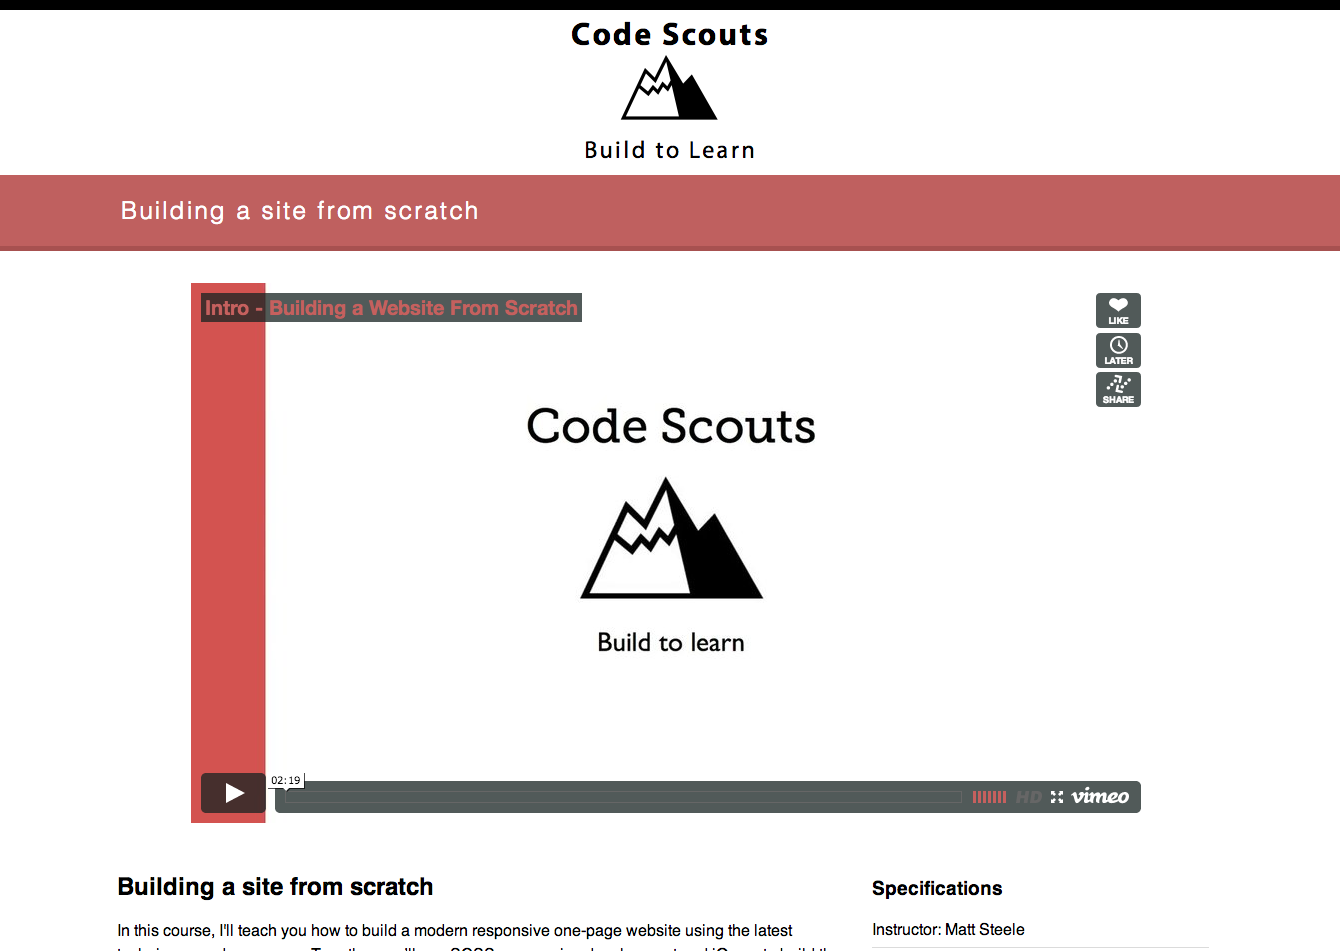 Code Scouts
Build to Learn
Building a site from scratch
Intro - Building a Website From Scratch
LIKE
LATER
SHARE
Code Scouts
Build to learn
02:19
HD
vimeo
Building a site from scratch
In this course, I'll teach you how to build a modern responsive one-page website using the latest
Specifications
Instructor: Matt Steele